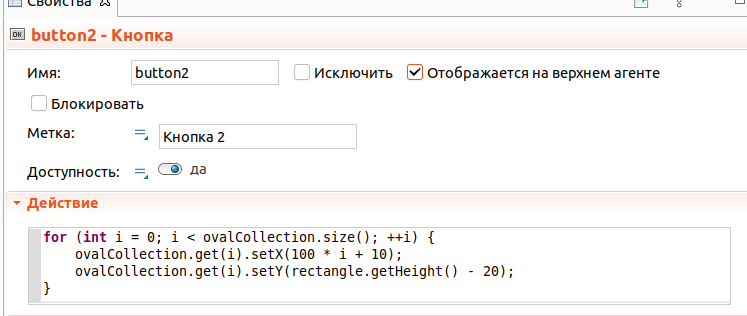 Свойства
button2 - Кнопка
Имя: button2 Исключить Отображается на верхнем агенте
Блокировать
Метка: Кнопка 2
Доступность: да
Действие
for (int i = 0; i < ovalCollection.size(); ++i) {
    ovalCollection.get(i).setX(100 * i + 10);
    ovalCollection.get(i).setY(rectangle.getHeight() - 20);
}